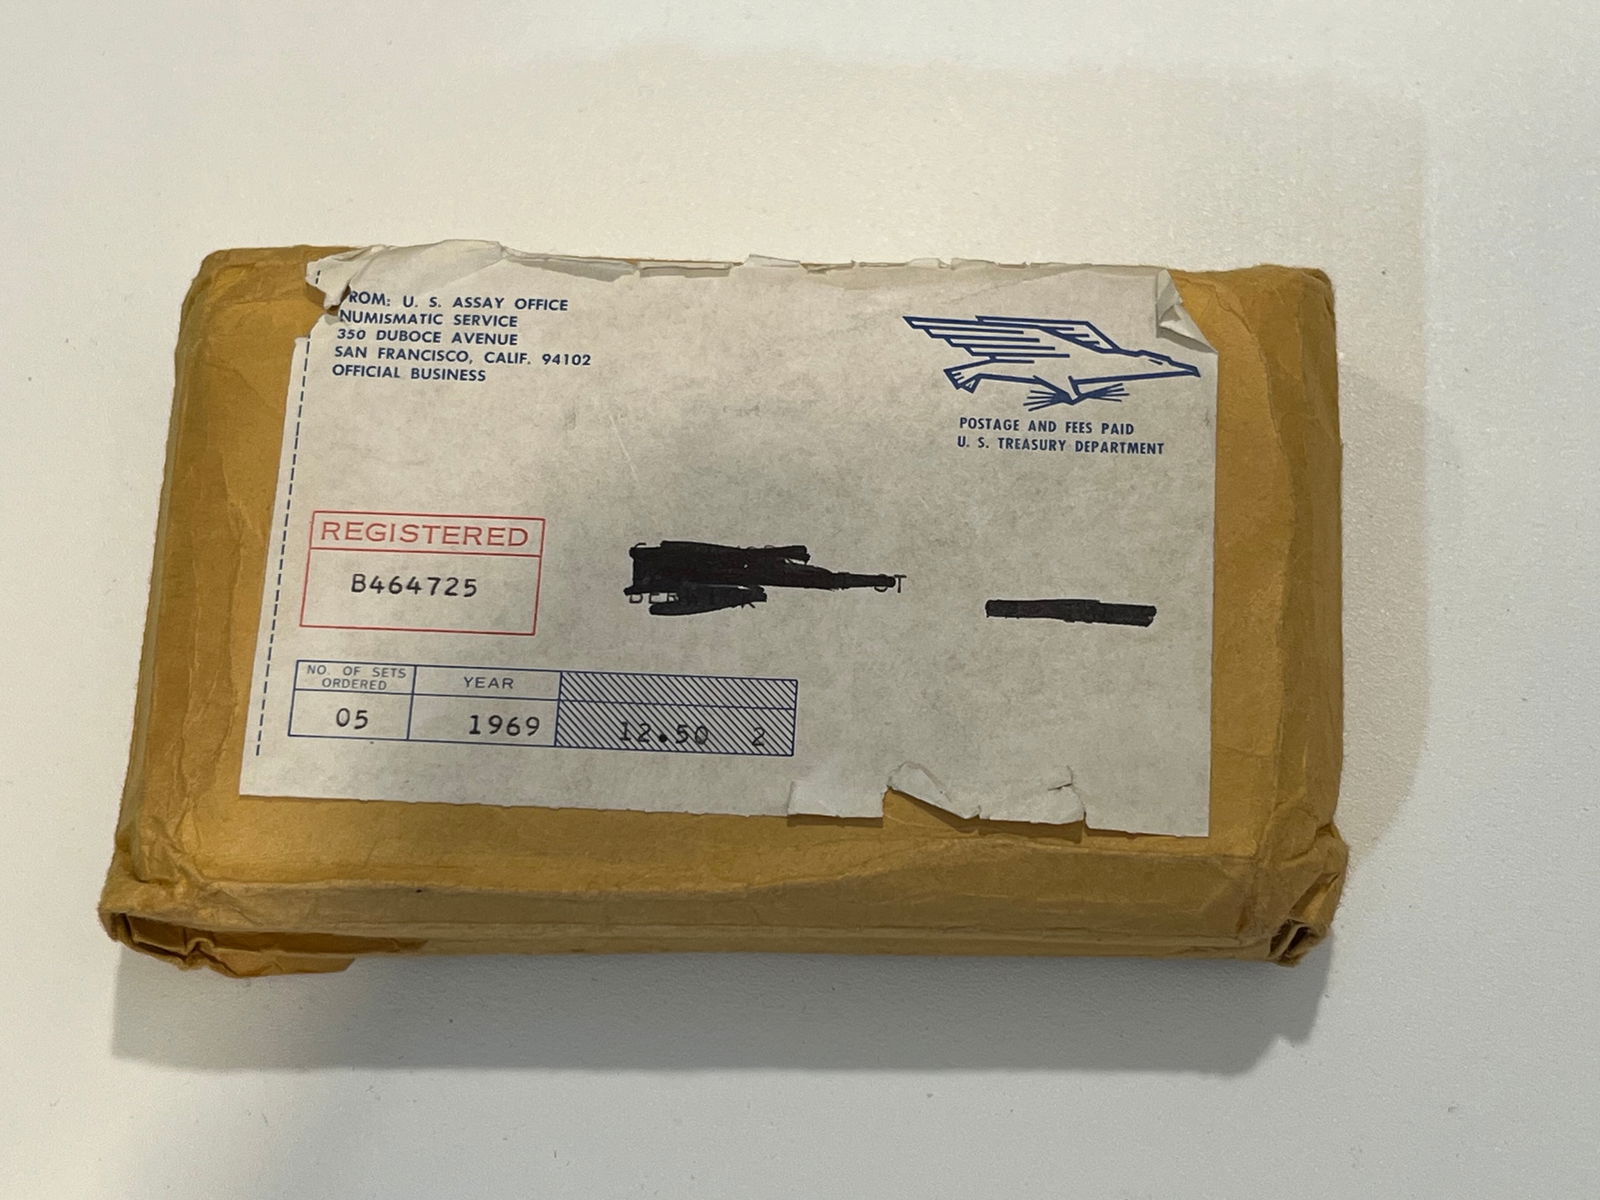 ROM: U. S. ASSAY OFFICE
NUMISMATIC SERVICE
350 DUBOCE AVENUE
SAN FRANCISCO, CALIF. 94102
OFFICIAL BUSINESS
POSTAGE AND FEES PAID
U. S. TREASURY DEPARTMENT
REGISTERED
B464725
NO. OF SETS
ORDERED
YEAR
05
1969
12.50 2